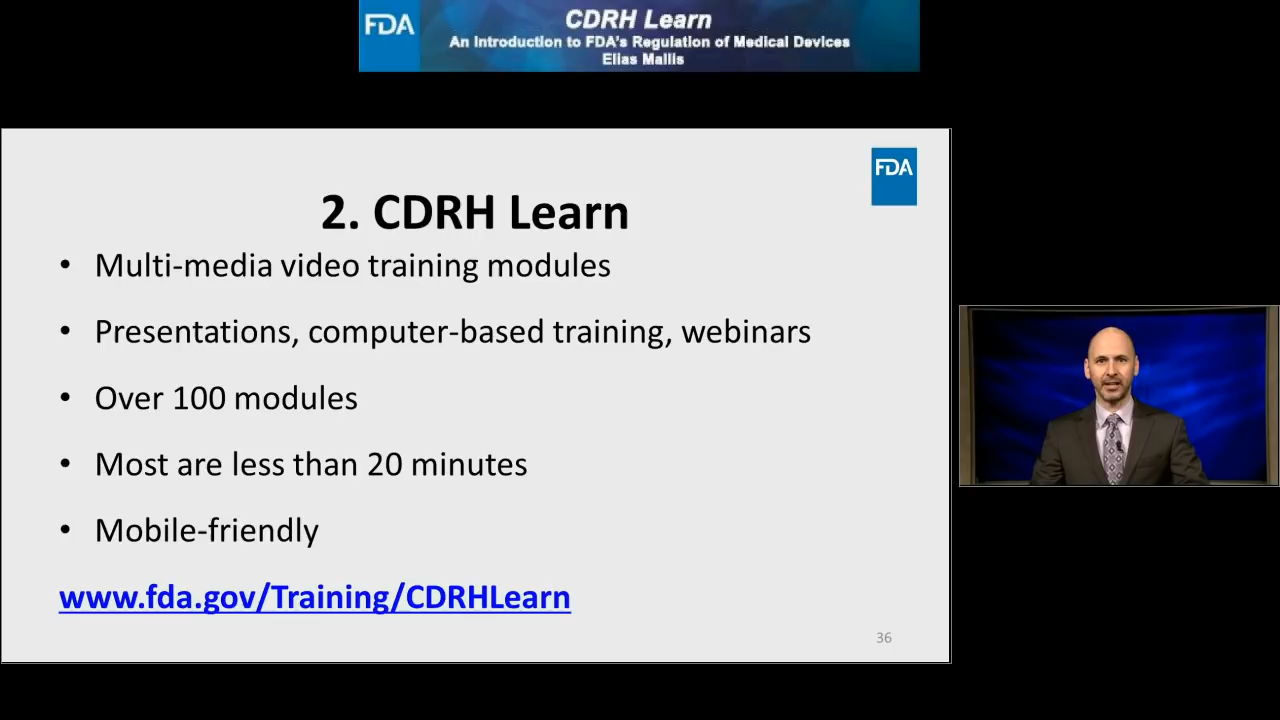 FDA
CDRH Learn
An Introduction to FDA's Regulation of Medical Devices
Elias Mallis
FDA
2. CDRH Learn
• Multi-media video training modules
• Presentations, computer-based training, webinars
• Over 100 modules
• Most are less than 20 minutes
• Mobile-friendly
www.fda.gov/Training/CDRHLearn
36